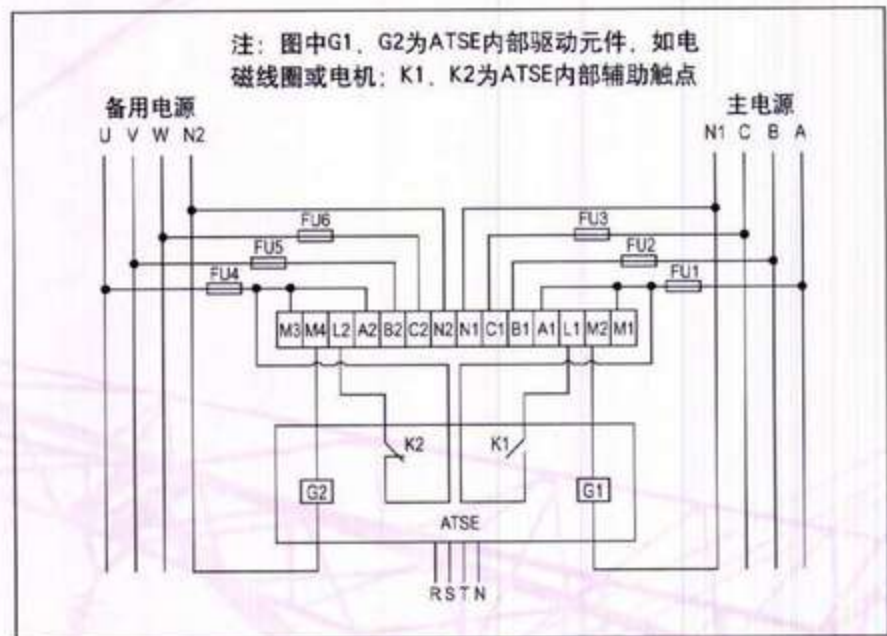 注：图中G1、G2为ATSE内部驱动元件，如电
磁线圈或电机；K1、K2为ATSE内部辅助触点
备用电源
主电源
U V W N2
N1 C B A
FU6
FU3
FU5
FU2
FU4
FU1
M3 M4 L2 A2 B2 C2 N2 N1 C1 B1 A1 L1 M2 M1
K2
K1
G2
G1
ATSE
R S T N